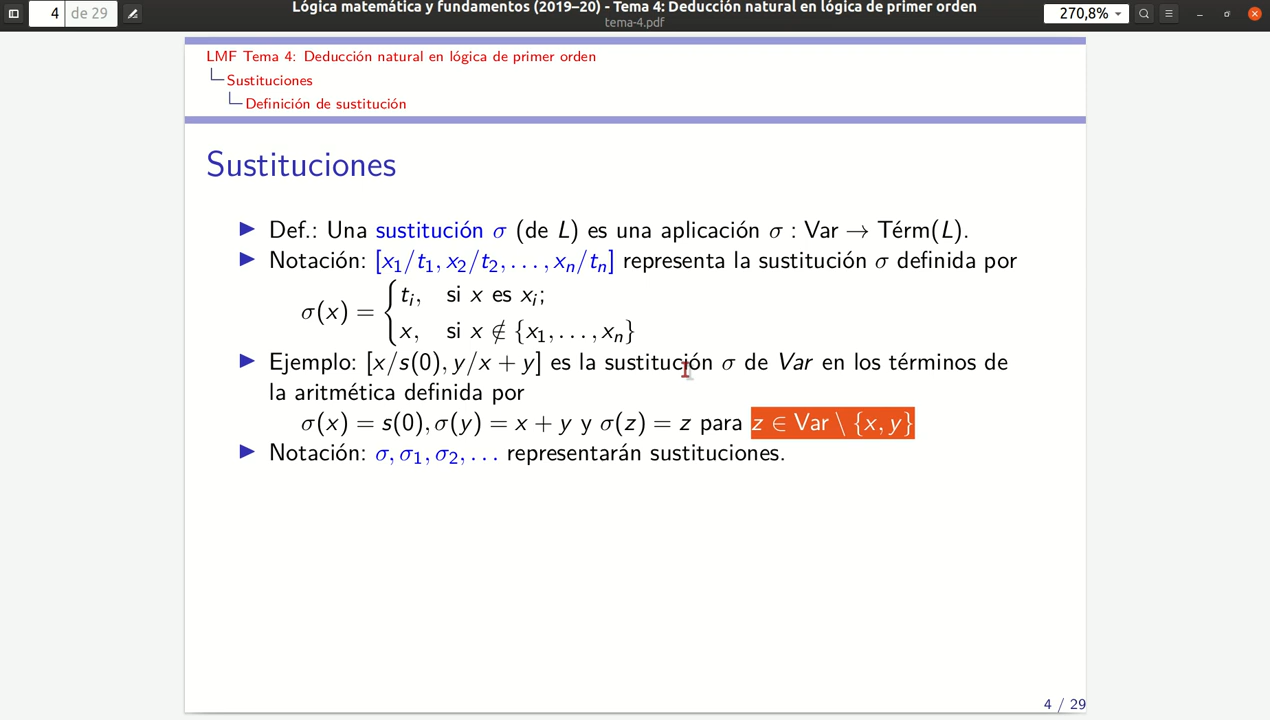 Lógica matemática y fundamentos (2019–20) - Tema 4: Deducción natural en lógica de primer orden
tema-4.pdf
4 de 29
270,8%
LMF Tema 4: Deducción natural en lógica de primer orden
Sustituciones
Definición de sustitución
Sustituciones
Def.: Una sustitución σ (de L) es una aplicación σ : Var → Térm(L).
Notación: [x₁/t₁, x₂/t₂, . . . , xₙ/tₙ] representa la sustitución σ definida por
σ(x) = { tᵢ, si x es xᵢ;
x, si x ∉ {x₁, . . . , xₙ}
Ejemplo: [x/s(0), y/x + y] es la sustitución σ de Var en los términos de
la aritmética definida por
σ(x) = s(0), σ(y) = x + y y σ(z) = z para z ∈ Var \ {x, y}
Notación: σ, σ₁, σ₂, . . . representarán sustituciones.
4 / 29